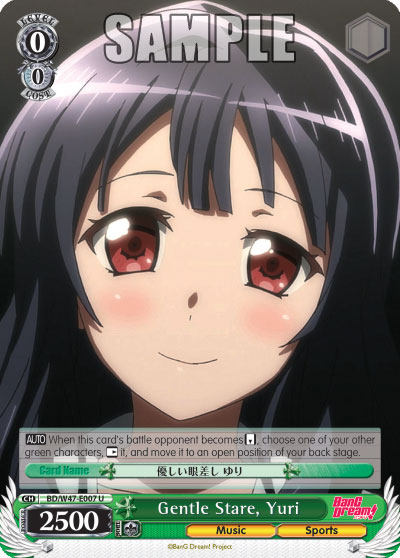 LEVEL
0
SAMPLE
0
COST
AUTO When this card's battle opponent becomes [], choose one of your other
green characters, [] it, and move it to an open position of your back stage.
Card Name
優しい眼差し ゆり
CH BD/W47-E007 U
BanG Dream!
POWER
2500
Gentle Stare, Yuri
Music
Sports
©BanG Dream! Project